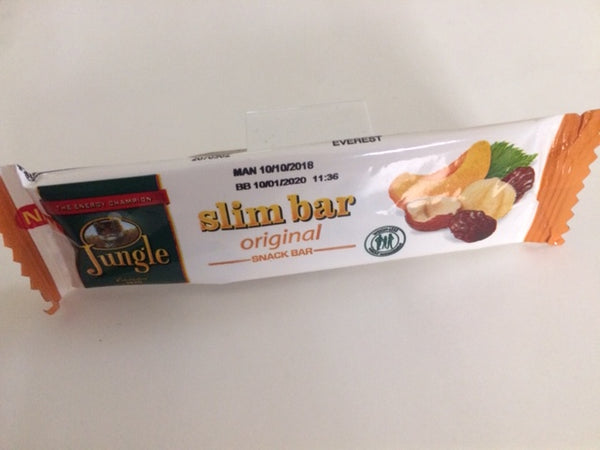 EVEREST
MAN 10/10/2018
BB 10/01/2020 11:36
THE ENERGY CHAMPION
Jungle
slim bar
original
SNACK BAR